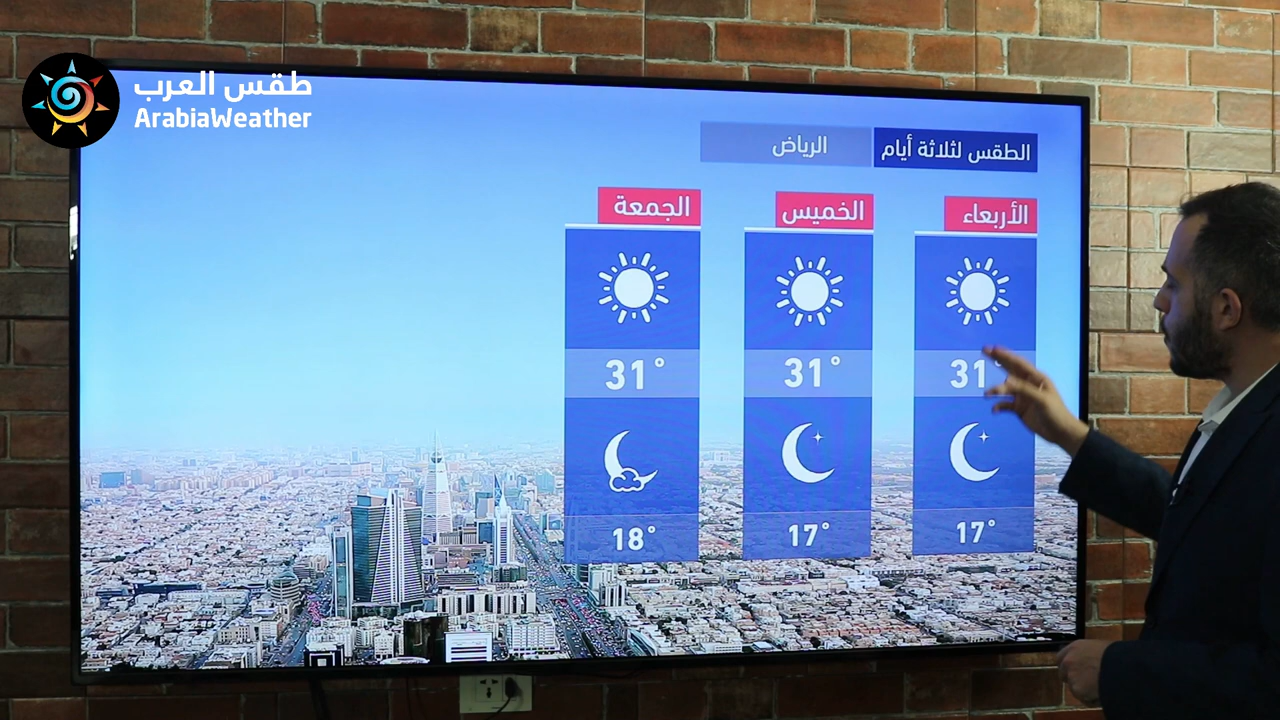 طقس العرب
ArabiaWeather
الطقس لثلاثة أيام
الرياض
الأربعاء
الخميس
الجمعة
31°
31°
31°
17°
17°
18°